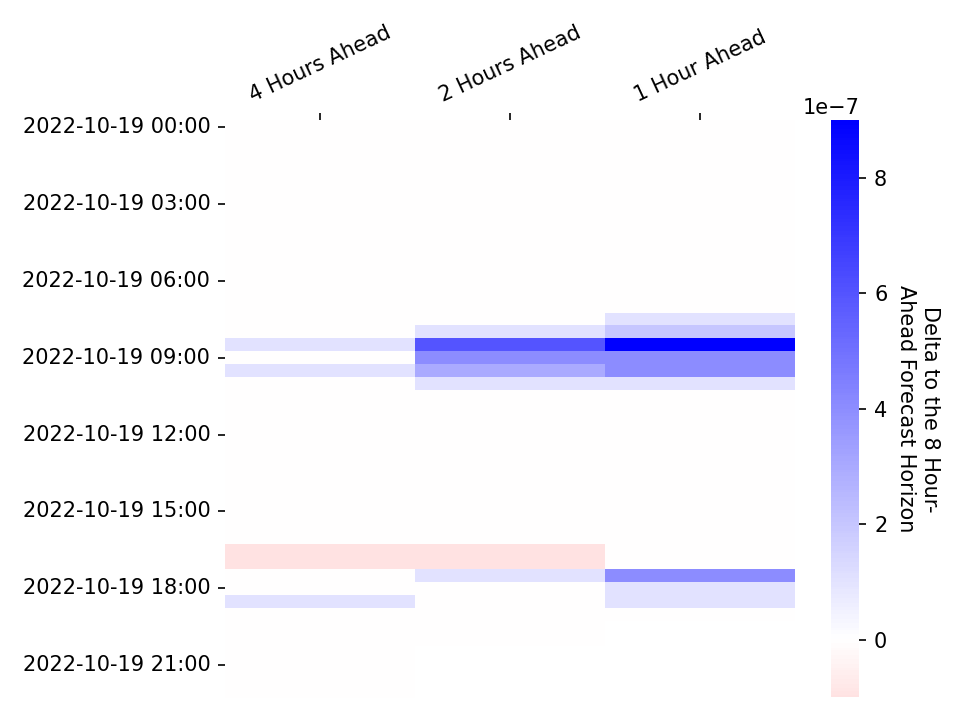 4 Hours Ahead
2 Hours Ahead
1 Hour Ahead
1e−7
2022-10-19 00:00
2022-10-19 03:00
2022-10-19 06:00
2022-10-19 09:00
2022-10-19 12:00
2022-10-19 15:00
2022-10-19 18:00
2022-10-19 21:00
8
6
4
2
0
Delta to the 8 Hour-
Ahead Forecast Horizon